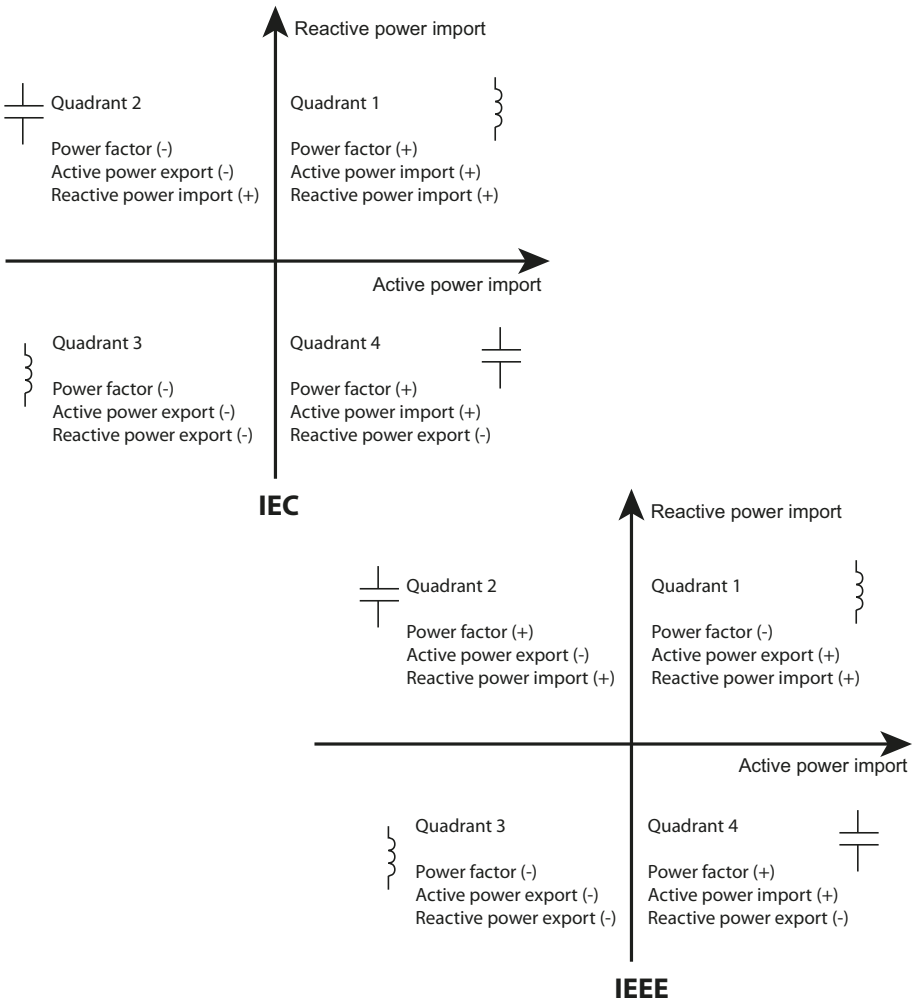 Reactive power import
Quadrant 2
Power factor (-)
Active power export (-)
Reactive power import (+)
Quadrant 1
Power factor (+)
Active power import (+)
Reactive power import (+)
Active power import
Quadrant 3
Power factor (-)
Active power export (-)
Reactive power export (-)
Quadrant 4
Power factor (+)
Active power import (+)
Reactive power export (-)
IEC
Reactive power import
Quadrant 2
Power factor (+)
Active power export (-)
Reactive power import (+)
Quadrant 1
Power factor (-)
Active power export (+)
Reactive power import (+)
Active power import
Quadrant 3
Power factor (-)
Active power export (-)
Reactive power export (-)
Quadrant 4
Power factor (+)
Active power import (+)
Reactive power export (-)
IEEE